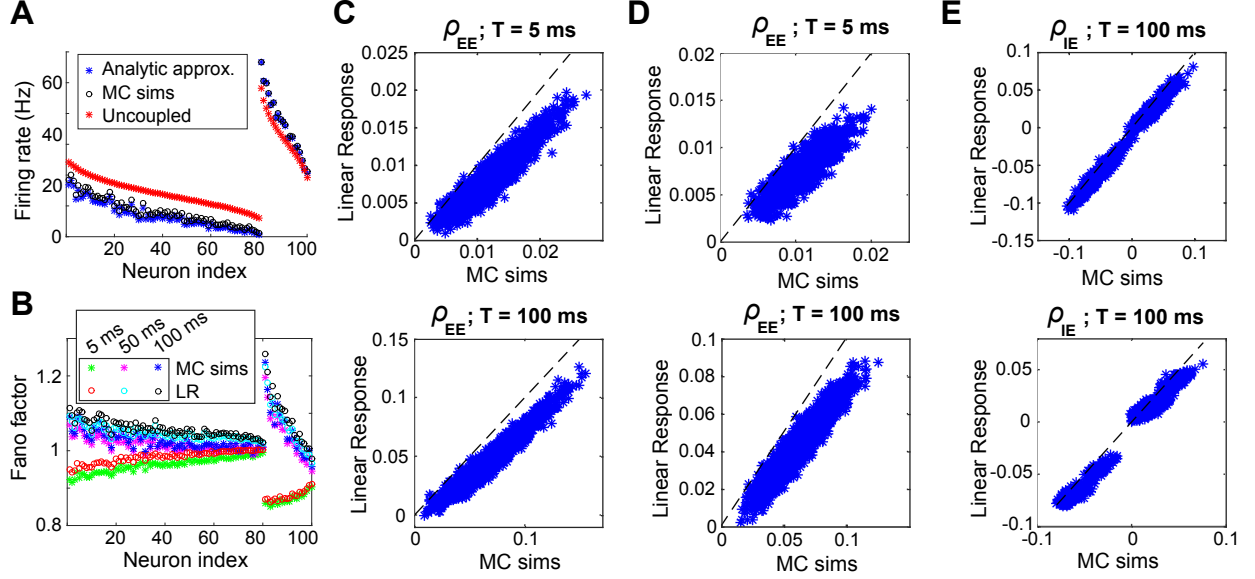 A
Firing rate (Hz)
60
40
20
0
Analytic approx.
MC sims
Uncoupled
20
40
60
80
100
Neuron index
B
Fano factor
1.2
1
0.8
5 ms
50 ms
100 ms
MC sims
LR
0
20
40
60
80
100
Neuron index
C
ρEE; T = 5 ms
Linear Response
0.025
0.02
0.015
0.01
0.005
0
0
0.01
0.02
MC sims
ρEE; T = 100 ms
Linear Response
0.15
0.1
0.05
0
0
0.1
MC sims
D
ρEE; T = 5 ms
Linear Response
0.02
0.015
0.01
0.005
0
0
0.01
0.02
MC sims
ρEE; T = 100 ms
Linear Response
0.1
0.08
0.06
0.04
0.02
0
0
0.05
0.1
MC sims
E
ρIE; T = 100 ms
Linear Response
0.1
0.05
0
-0.05
-0.1
-0.15
-0.1
0
0.1
MC sims
ρIE; T = 100 ms
Linear Response
0.1
0.05
0
-0.05
-0.1
-0.1
0
0.1
MC sims